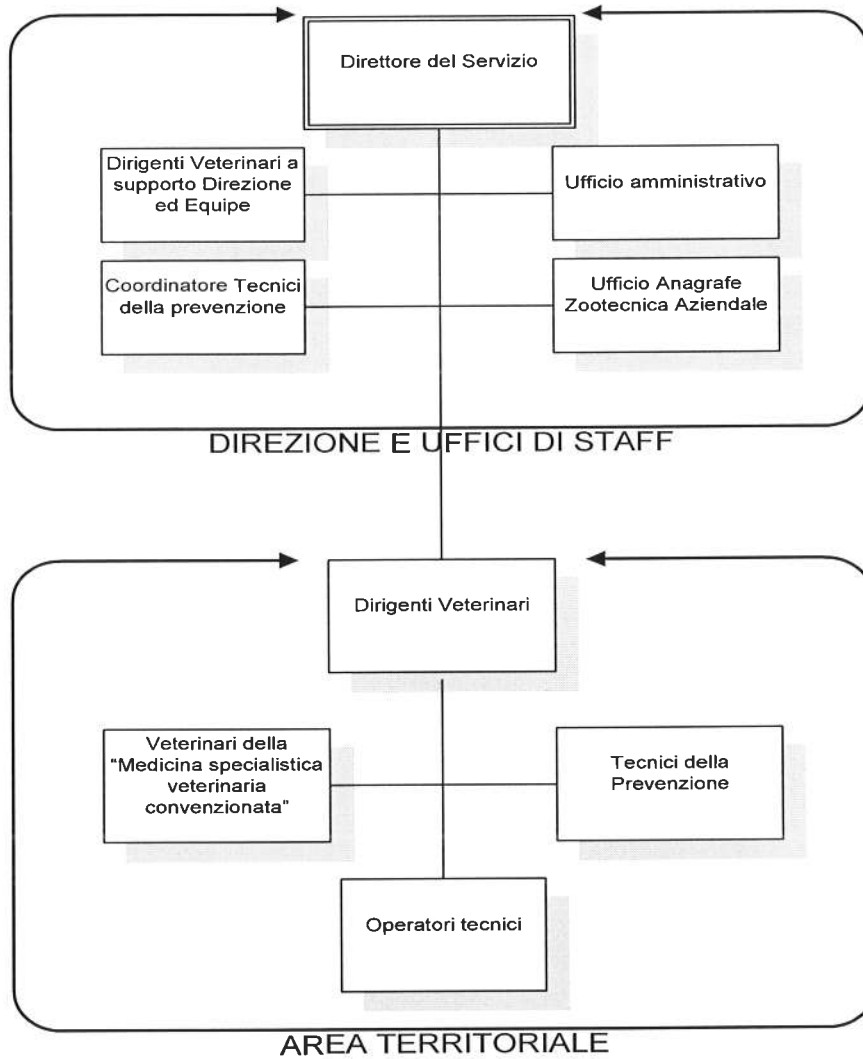 Direttore del Servizio
Dirigenti Veterinari a
supporto Direzione
ed Equipe
Ufficio amministrativo
Coordinatore Tecnici
della prevenzione
Ufficio Anagrafe
Zootecnica Aziendale
DIREZIONE E UFFICI DI STAFF
Dirigenti Veterinari
Veterinari della
"Medicina specialistica
veterinaria
convenzionata"
Tecnici della
Prevenzione
Operatori tecnici
AREA TERRITORIALE